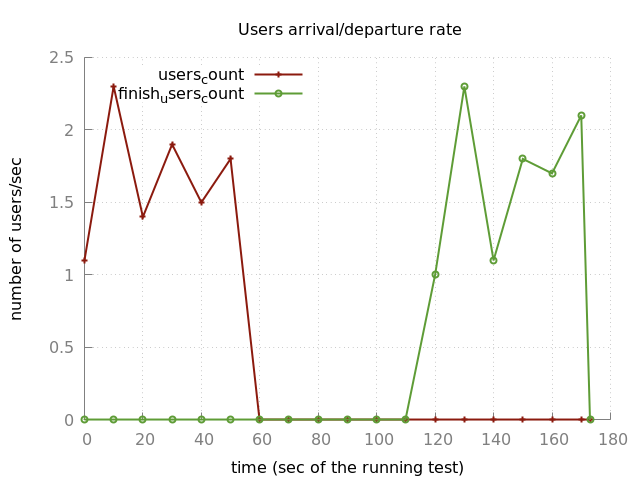 Users arrival/departure rate
users_count
finish_users_count
number of users/sec
2.5
2
1.5
1
0.5
0
0 20 40 60 80 100 120 140 160 180
time (sec of the running test)